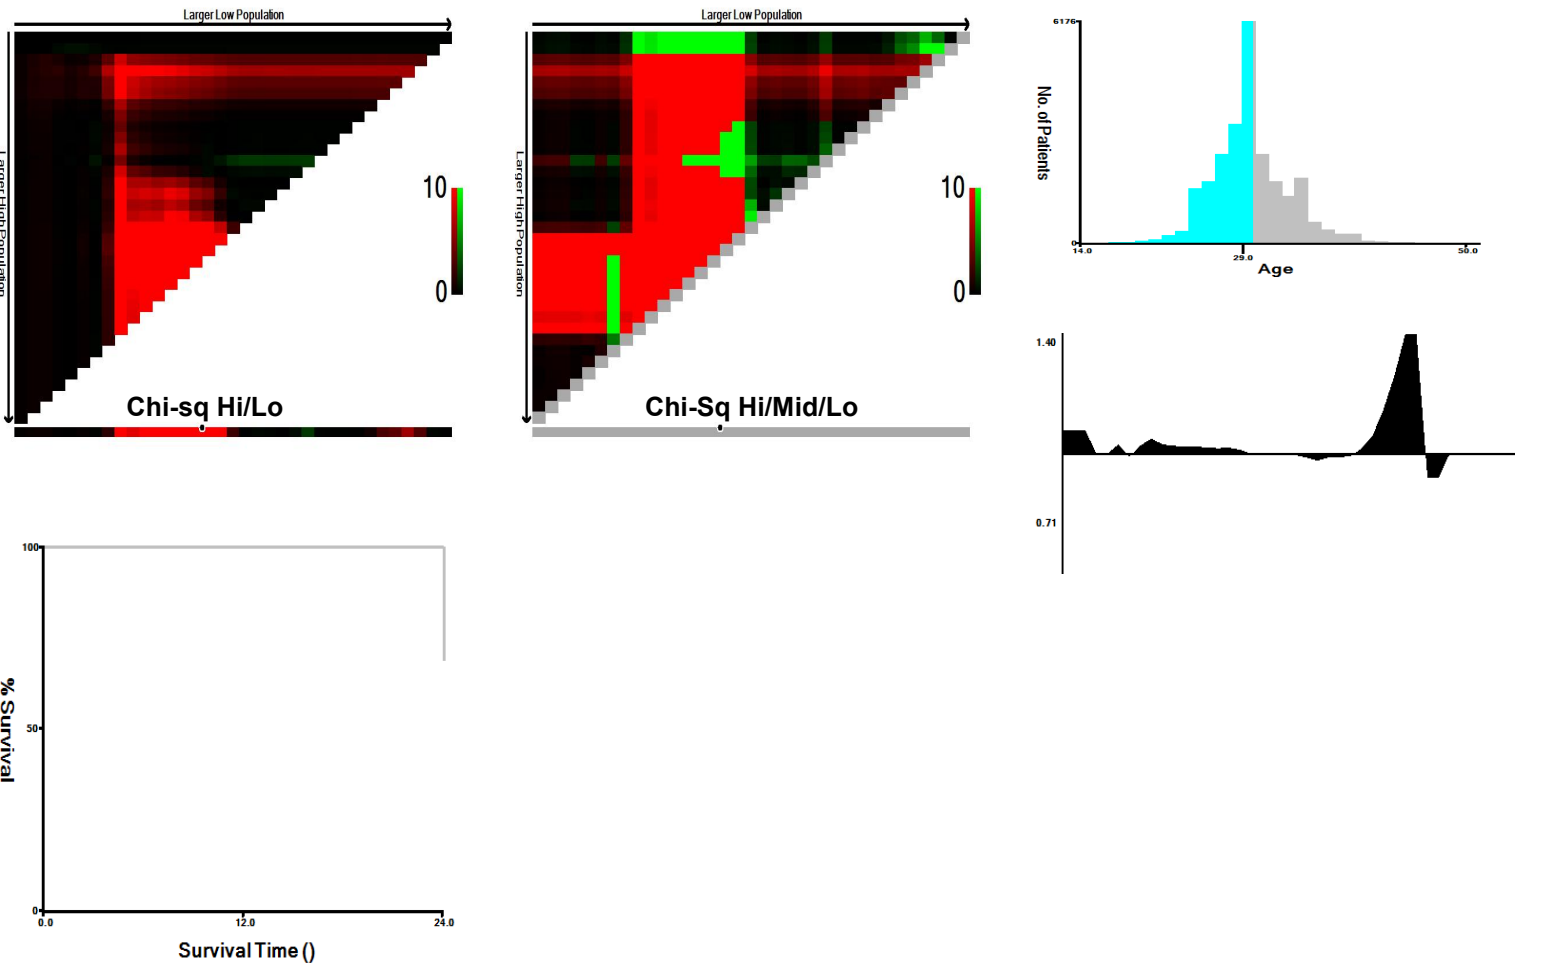 Larger Low Population
Larger High Population
10
0
Chi-sq Hi/Lo
Larger Low Population
Larger High Population
10
0
Chi-Sq Hi/Mid/Lo
6176
No. of Patients
0
14.0
29.0
50.0
Age
1.40
0.71
100
50
0
% Survival
0.0
12.0
24.0
Survival Time ()